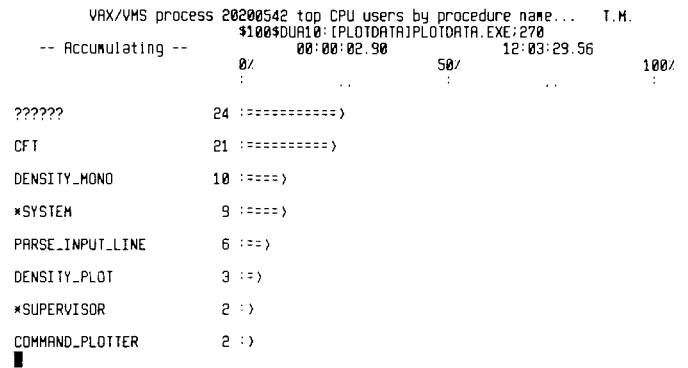 VAX/VMS process 20200542 top CPU users by procedure name... T.M.
$100$DUA10:[PLOTDATA]PLOTDATA.EXE;270
-- Accumulating -- 00:00:02.90 12:03:29.56
0% 50% 100%
: . . : . . :
?????? 24 :===========>
CFT 21 :==========>
DENSITY_MONO 10 :====>
*SYSTEM 9 :====>
PARSE_INPUT_LINE 6 :==>
DENSITY_PLOT 3 :=>
*SUPERVISOR 2 :>
COMMAND_PLOTTER 2 :>